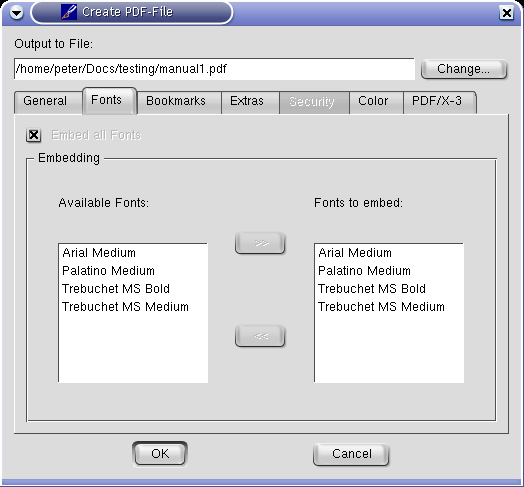 Create PDF-File
Output to File:
/home/peter/Docs/testing/manual1.pdf Change...
General Fonts Bookmarks Extras Security Color PDF/X-3
Embed all Fonts
Embedding
Available Fonts: Fonts to embed:
>>
Arial Medium Arial Medium
Palatino Medium Palatino Medium
Trebuchet MS Bold Trebuchet MS Bold
Trebuchet MS Medium Trebuchet MS Medium
<<
OK Cancel